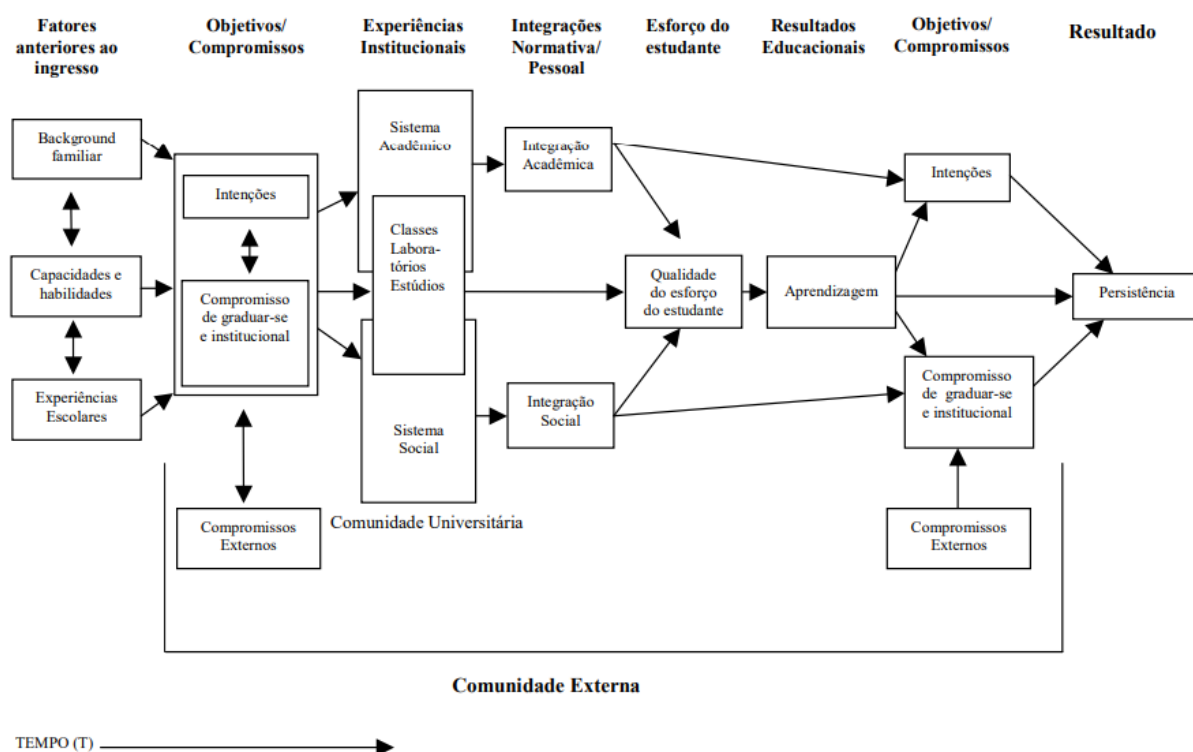 Fatores
anteriores ao
ingresso
Objetivos/
Compromissos
Experiências
Institucionais
Integrações
Normativa/
Pessoal
Esforço do
estudante
Resultados
Educacionais
Objetivos/
Compromissos
Resultado
Background
familiar
Capacidades e
habilidades
Experiências
Escolares
Intenções
Compromisso
de graduar-se
e institucional
Compromissos
Externos
Sistema
Acadêmico
Classes
Labora-
tórios
Estúdios
Sistema
Social
Comunidade Universitária
Integração
Acadêmica
Integração
Social
Qualidade
do esforço
do estudante
Aprendizagem
Intenções
Compromisso
de graduar-se
e institucional
Compromissos
Externos
Persistência
Comunidade Externa
TEMPO (T)